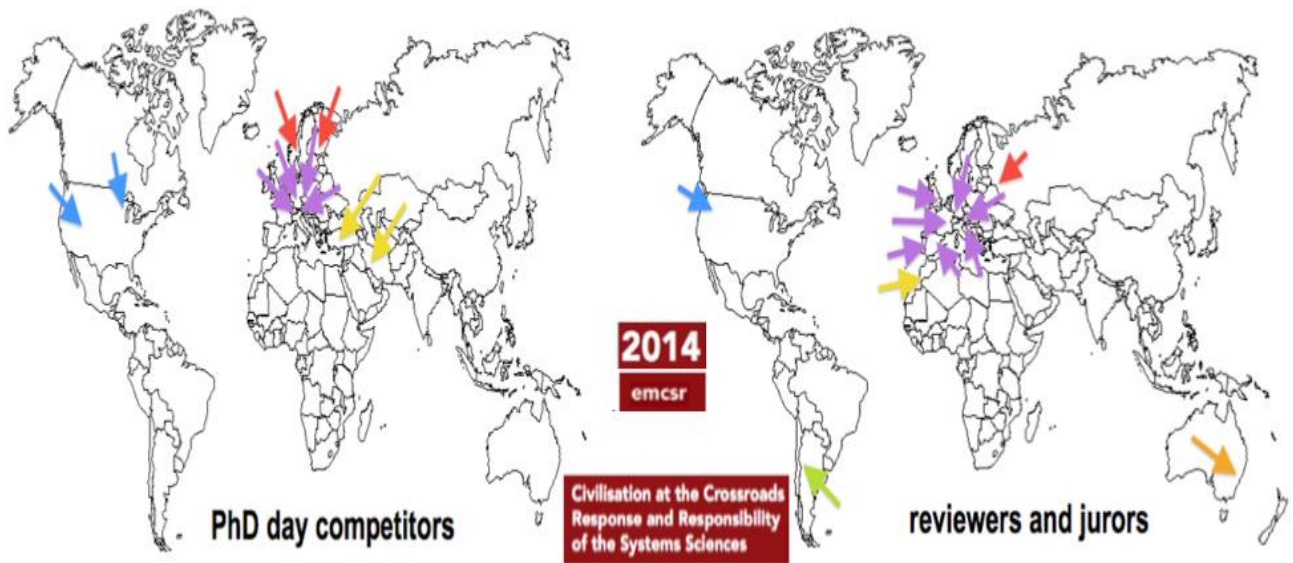 2014
emcsr
PhD day competitors
Civilisation at the Crossroads
Response and Responsibility
of the Systems Sciences
reviewers and jurors